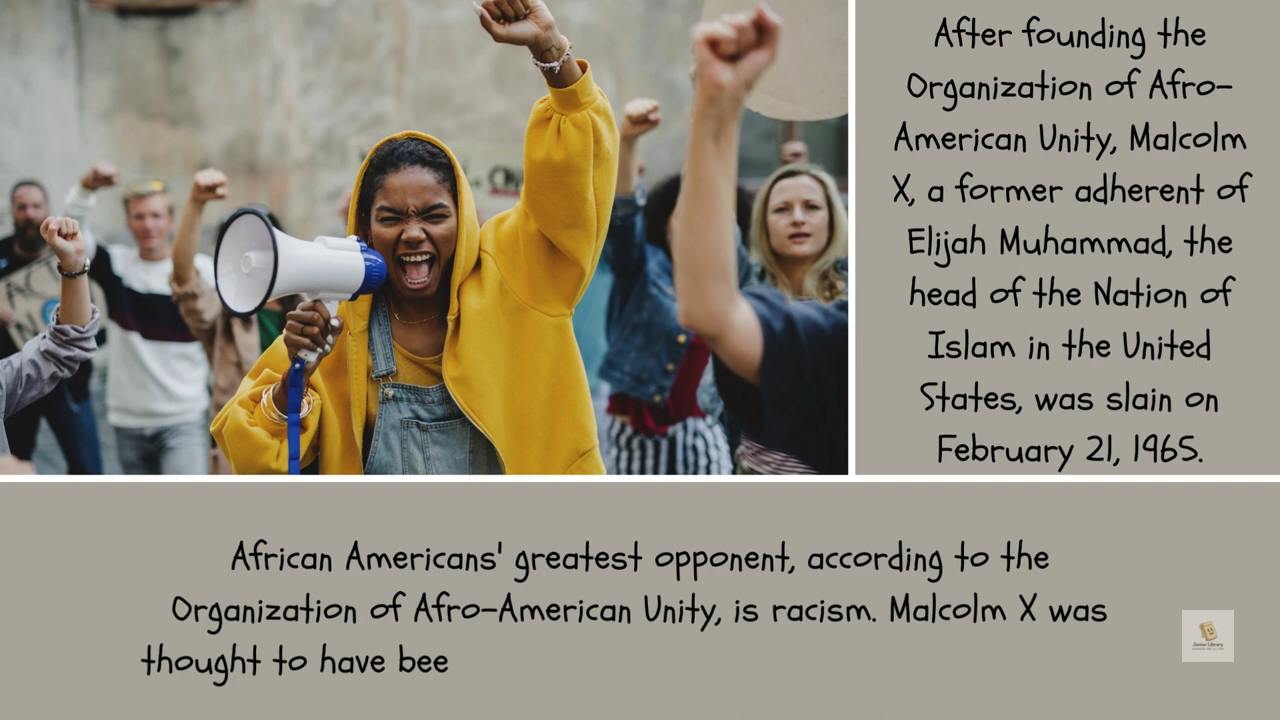 After founding the
Organization of Afro-
American Unity, Malcolm
X, a former adherent of
Elijah Muhammad, the
head of the Nation of
Islam in the United
States, was slain on
February 21, 1965.
African Americans' greatest opponent, according to the
Organization of Afro-American Unity, is racism. Malcolm X was
thought to have bee